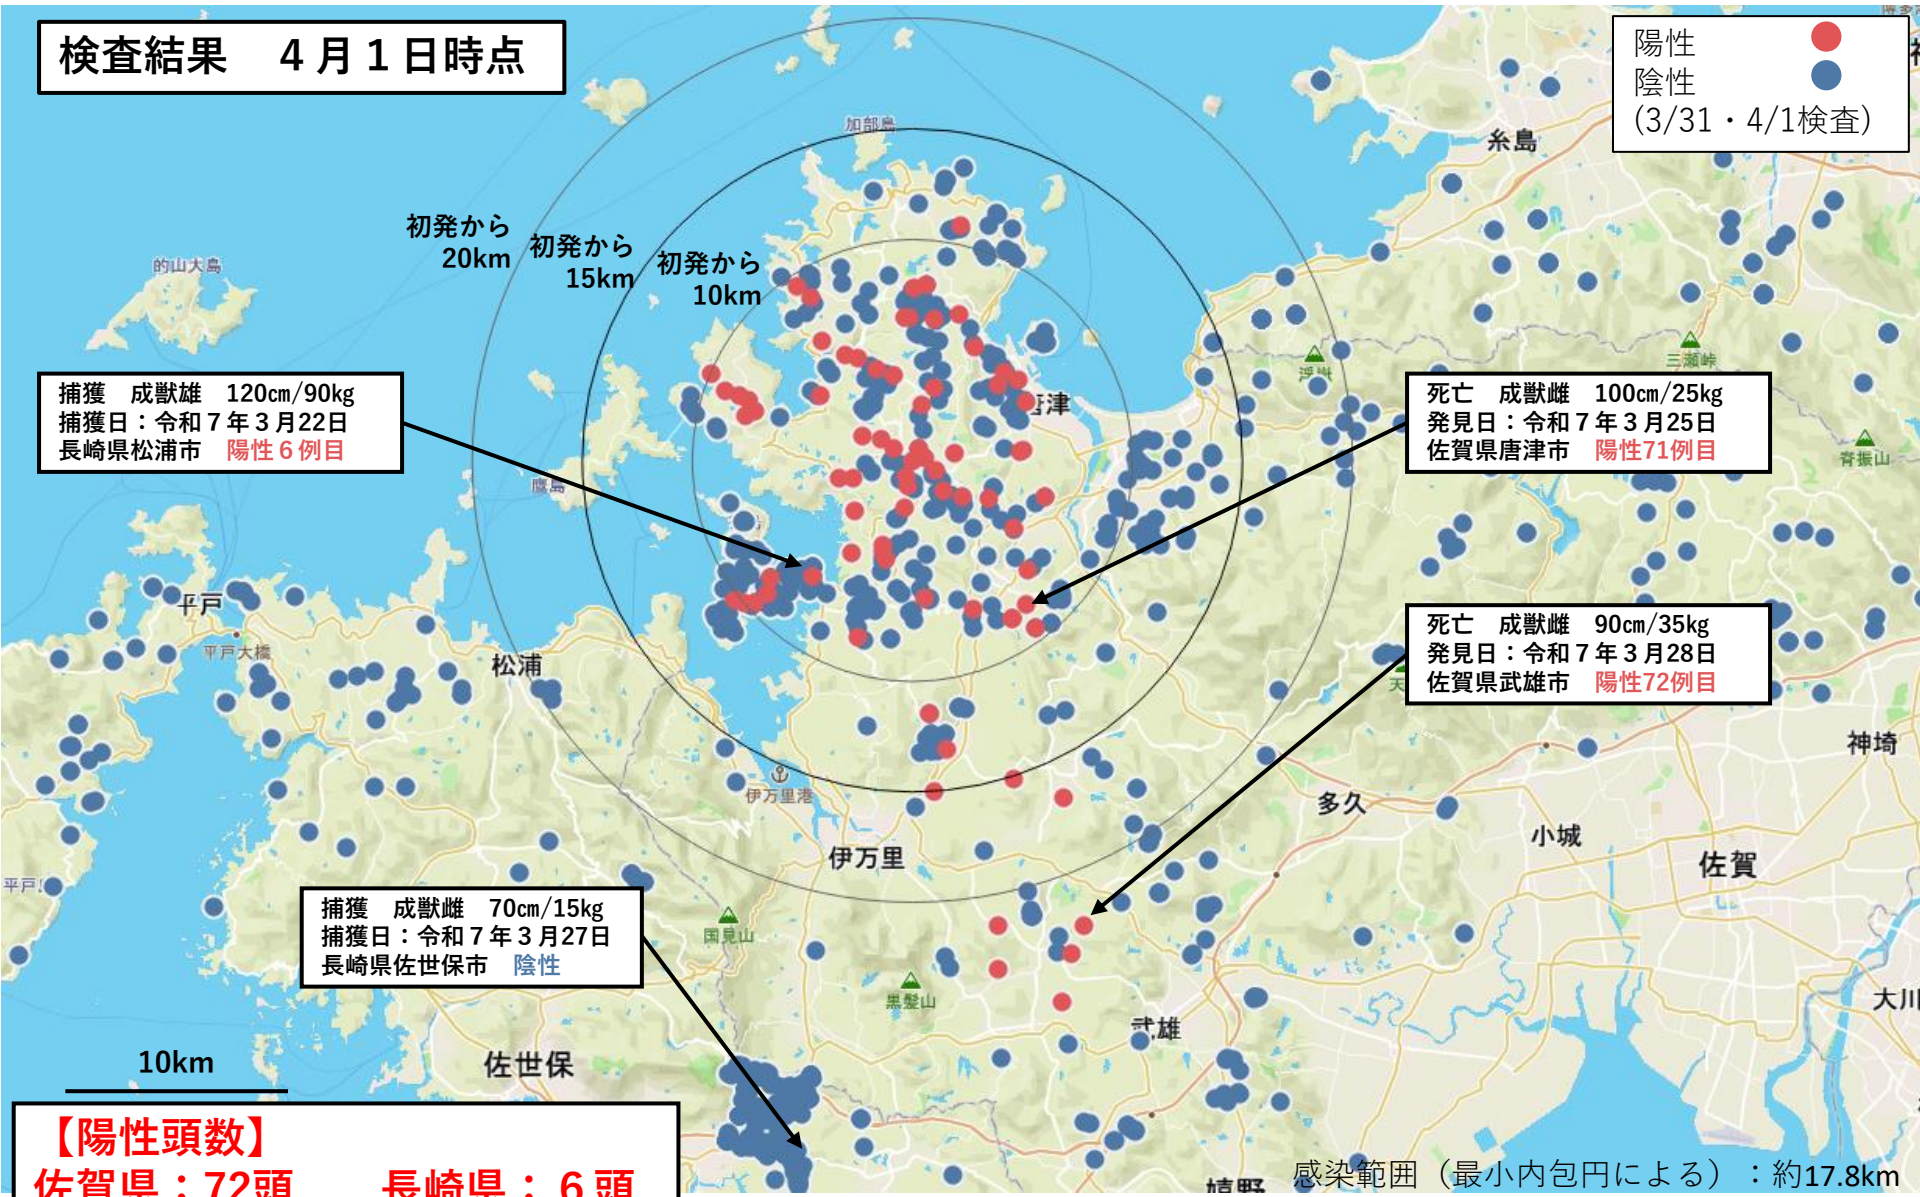 検査結果　４月１日時点
陽性
陰性
(3/31・4/1検査)
糸島
加部島
初発から
20km
初発から
15km
初発から
10km
的山大島
三瀬峠
捕獲　成獣雄　120㎝/90kg
捕獲日：令和７年３月22日
長崎県松浦市　陽性６例目
死亡　成獣雌　100㎝/25kg
発見日：令和７年３月25日
佐賀県唐津市　陽性71例目
唐津
脊振山
鷹島
平戸
平戸大橋
松浦
死亡　成獣雌　90㎝/35kg
発見日：令和７年３月28日
佐賀県武雄市　陽性72例目
神埼
伊万里港
多久
小城
伊万里
佐賀
平戸
捕獲　成獣雌　70㎝/15kg
捕獲日：令和７年３月27日
長崎県佐世保市　陰性
国見山
黒髪山
大川
武雄
10km
佐世保
【陽性頭数】
佐賀県：72頭　　長崎県：６頭
嬉野
感染範囲（最小内包円による）：約17.8km